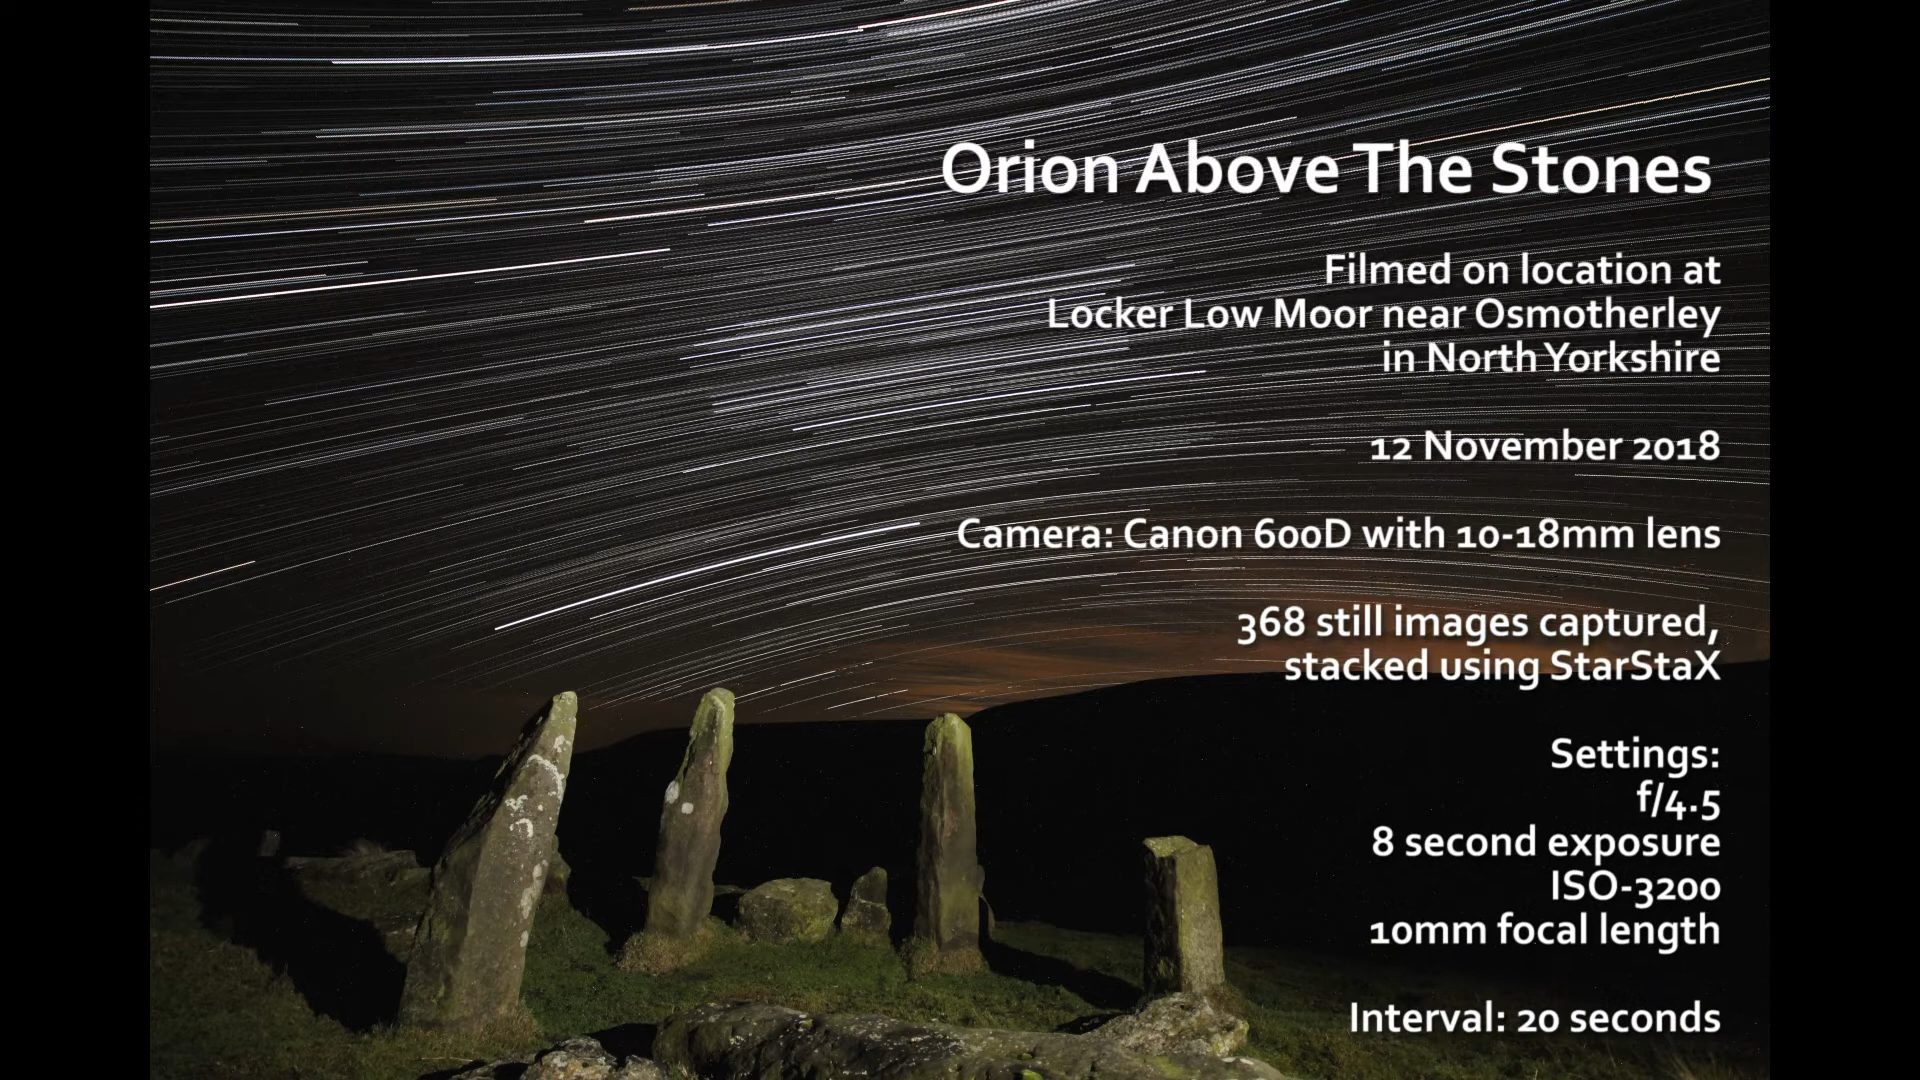 Orion Above The Stones
Filmed on location at
Locker Low Moor near Osmotherley
in North Yorkshire
12 November 2018
Camera: Canon 600D with 10-18mm lens
368 still images captured,
stacked using StarStaX
Settings:
f/4.5
8 second exposure
ISO-3200
10mm focal length
Interval: 20 seconds